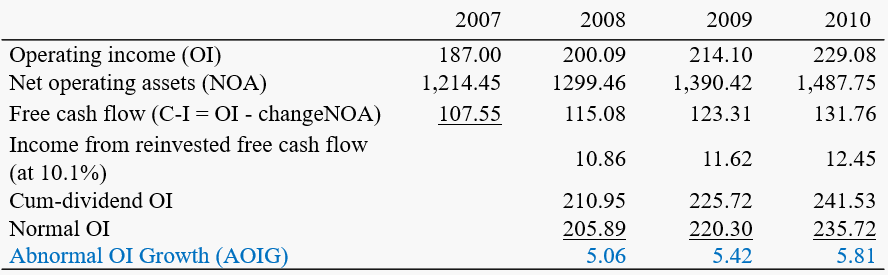 2007 2008 2009 2010
Operating income (OI) 187.00 200.09 214.10 229.08
Net operating assets (NOA) 1,214.45 1299.46 1,390.42 1,487.75
Free cash flow (C-I = OI - changeNOA) 107.55 115.08 123.31 131.76
Income from reinvested free cash flow
(at 10.1%) 10.86 11.62 12.45
Cum-dividend OI 210.95 225.72 241.53
Normal OI 205.89 220.30 235.72
Abnormal OI Growth (AOIG) 5.06 5.42 5.81